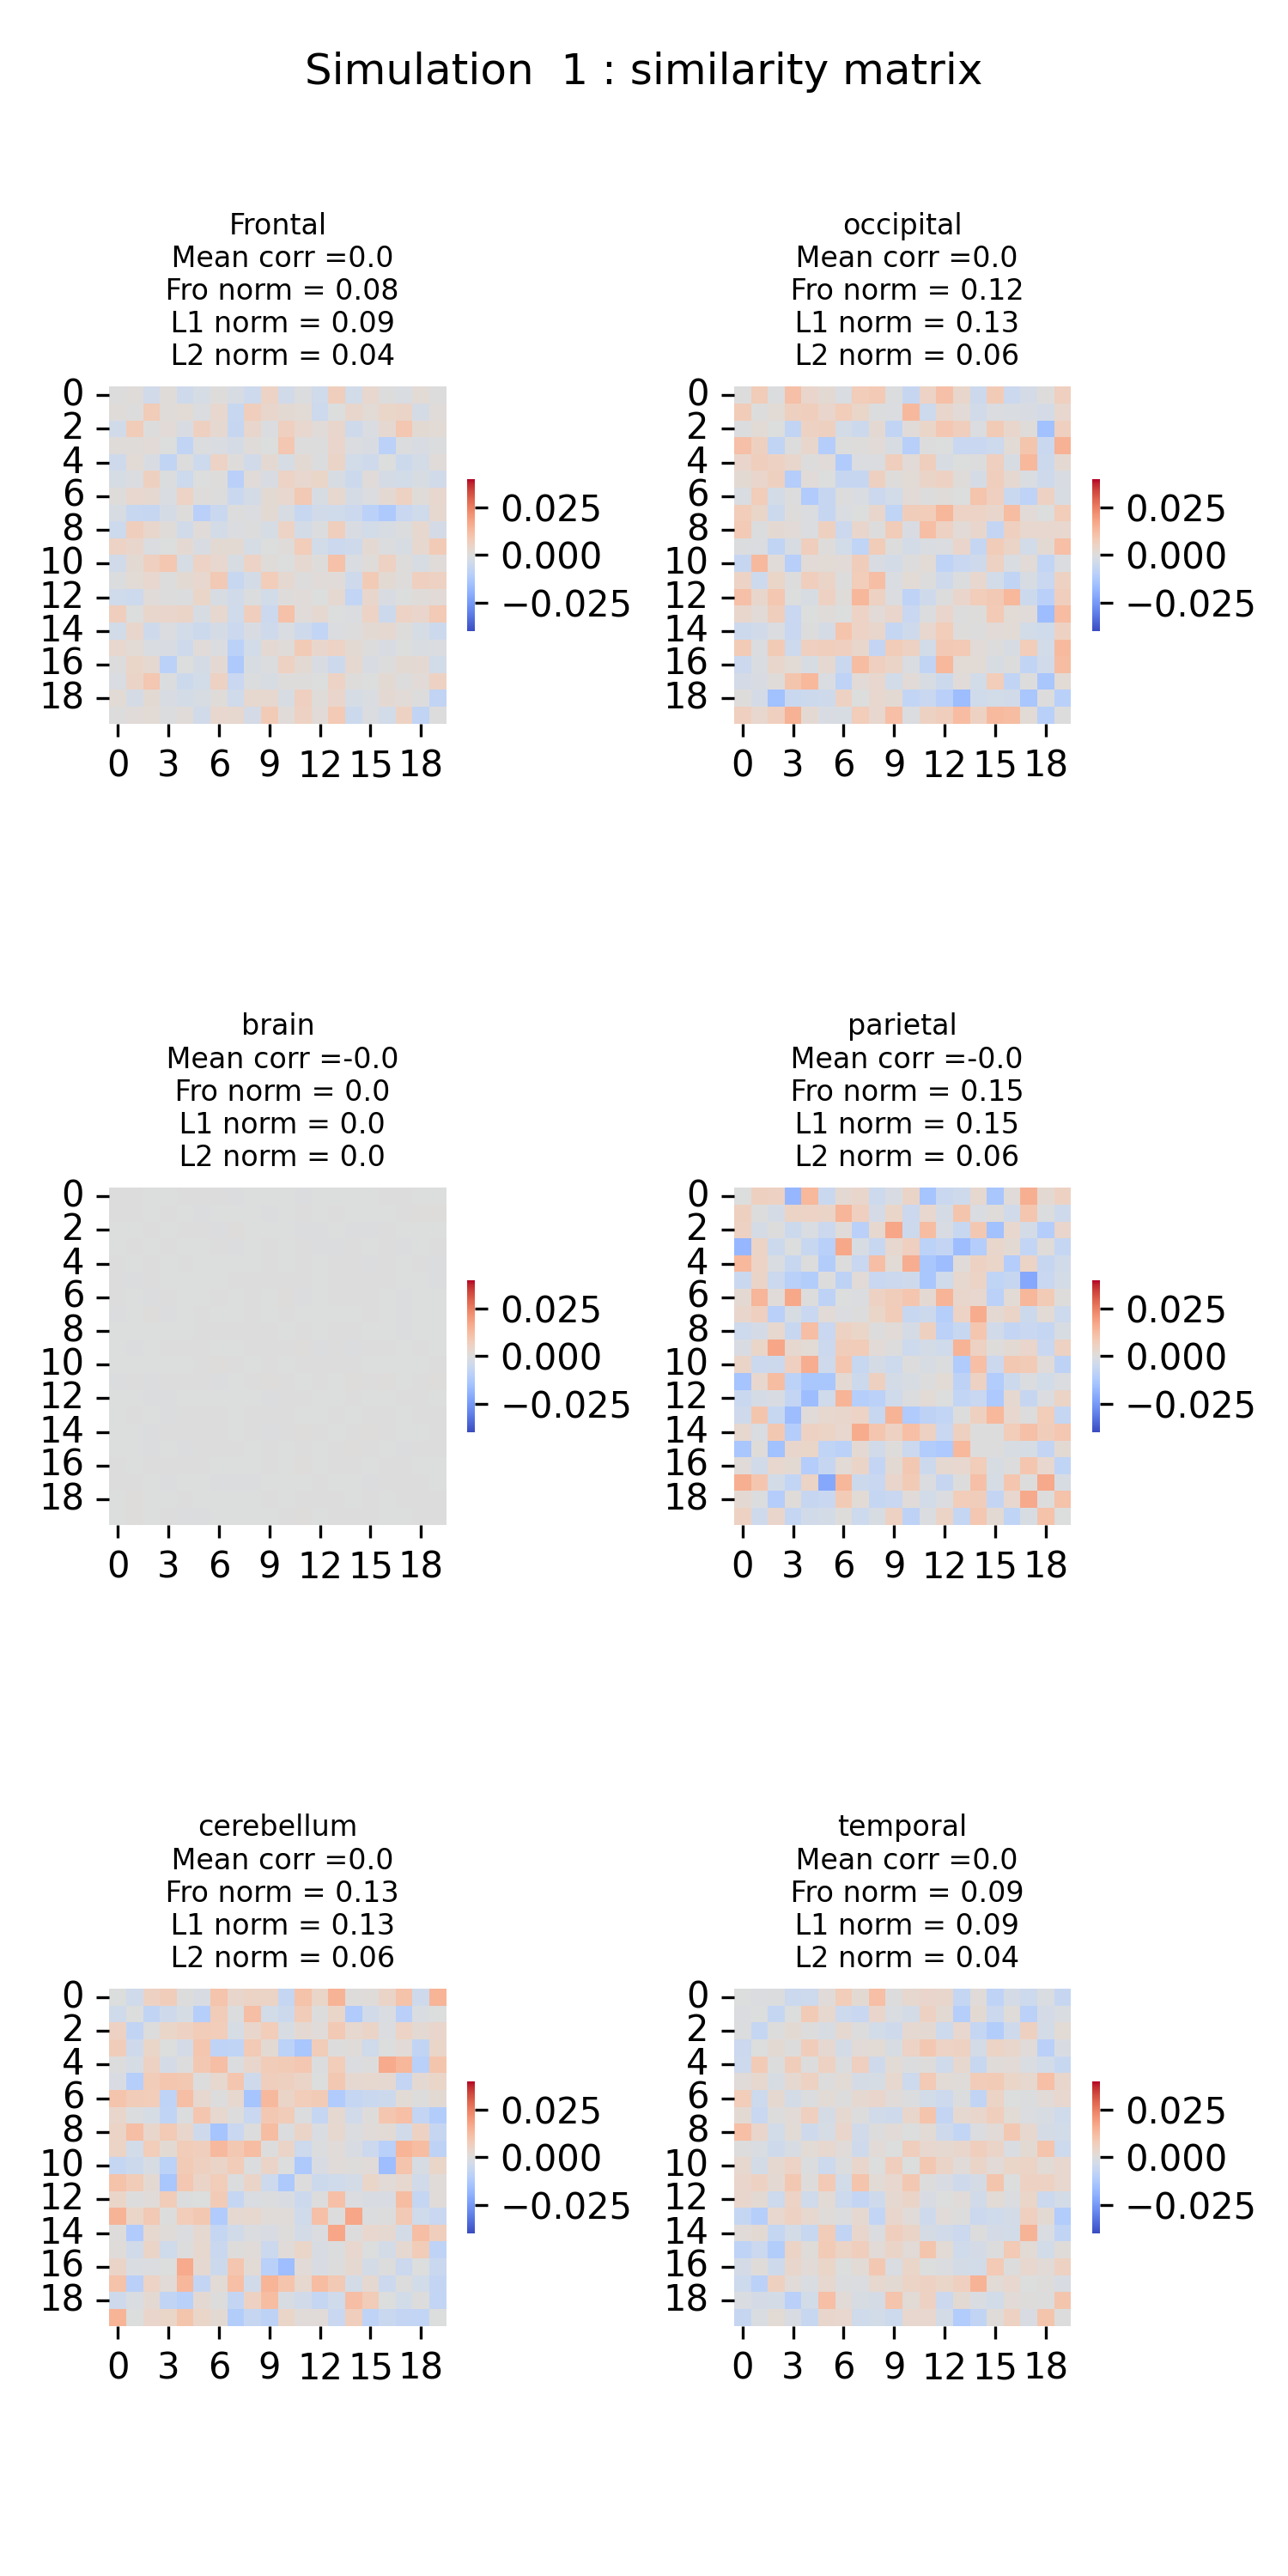 Simulation  1 : similarity matrix
Frontal
Mean corr =0.0
Fro norm = 0.08
L1 norm = 0.09
L2 norm = 0.04
0
2
4
6
8
10
12
14
16
18
0 3 6 9 12 15 18
0.025
0.000
−0.025
occipital
Mean corr =0.0
Fro norm = 0.12
L1 norm = 0.13
L2 norm = 0.06
0
2
4
6
8
10
12
14
16
18
0 3 6 9 12 15 18
0.025
0.000
−0.025
brain
Mean corr =-0.0
Fro norm = 0.0
L1 norm = 0.0
L2 norm = 0.0
0
2
4
6
8
10
12
14
16
18
0 3 6 9 12 15 18
0.025
0.000
−0.025
parietal
Mean corr =-0.0
Fro norm = 0.15
L1 norm = 0.15
L2 norm = 0.06
0
2
4
6
8
10
12
14
16
18
0 3 6 9 12 15 18
0.025
0.000
−0.025
cerebellum
Mean corr =0.0
Fro norm = 0.13
L1 norm = 0.13
L2 norm = 0.06
0
2
4
6
8
10
12
14
16
18
0 3 6 9 12 15 18
0.025
0.000
−0.025
temporal
Mean corr =0.0
Fro norm = 0.09
L1 norm = 0.09
L2 norm = 0.04
0
2
4
6
8
10
12
14
16
18
0 3 6 9 12 15 18
0.025
0.000
−0.025